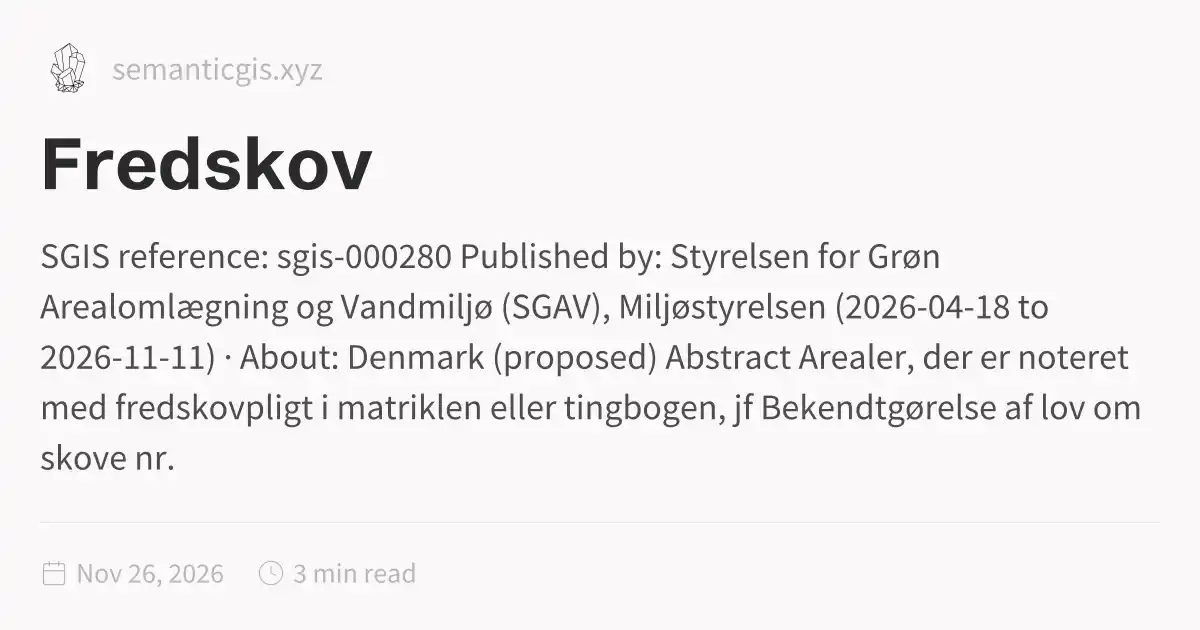 semanticgis.xyz
Fredskov
SGIS reference: sgis-000280 Published by: Styrelsen for Grøn
Arealomlægning og Vandmiljø (SGAV), Miljøstyrelsen (2026-04-18 to
2026-11-11) · About: Denmark (proposed) Abstract Arealer, der er noteret
med fredskovpligt i matriklen eller tingbogen, jf Bekendtgørelse af lov om
skove nr.
Nov 26, 2026 3 min read